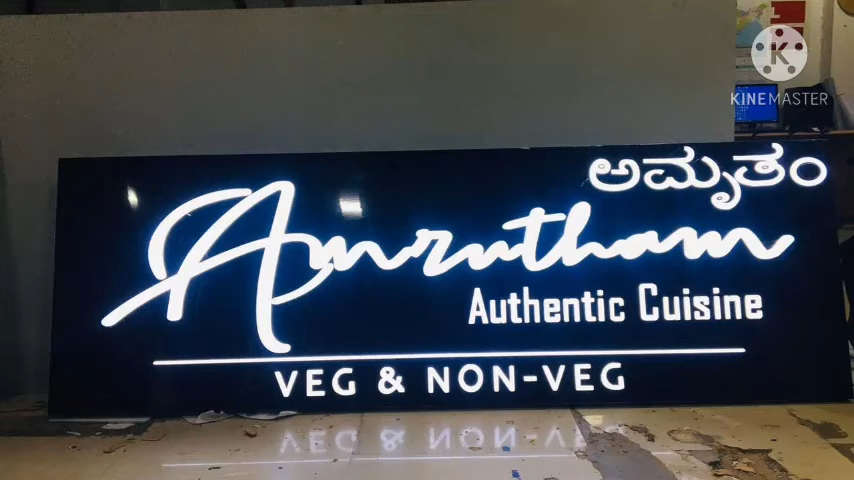 KINEMASTER
ಅಮೃತಂ
Amrutham
Authentic Cuisine
VEG & NON-VEG